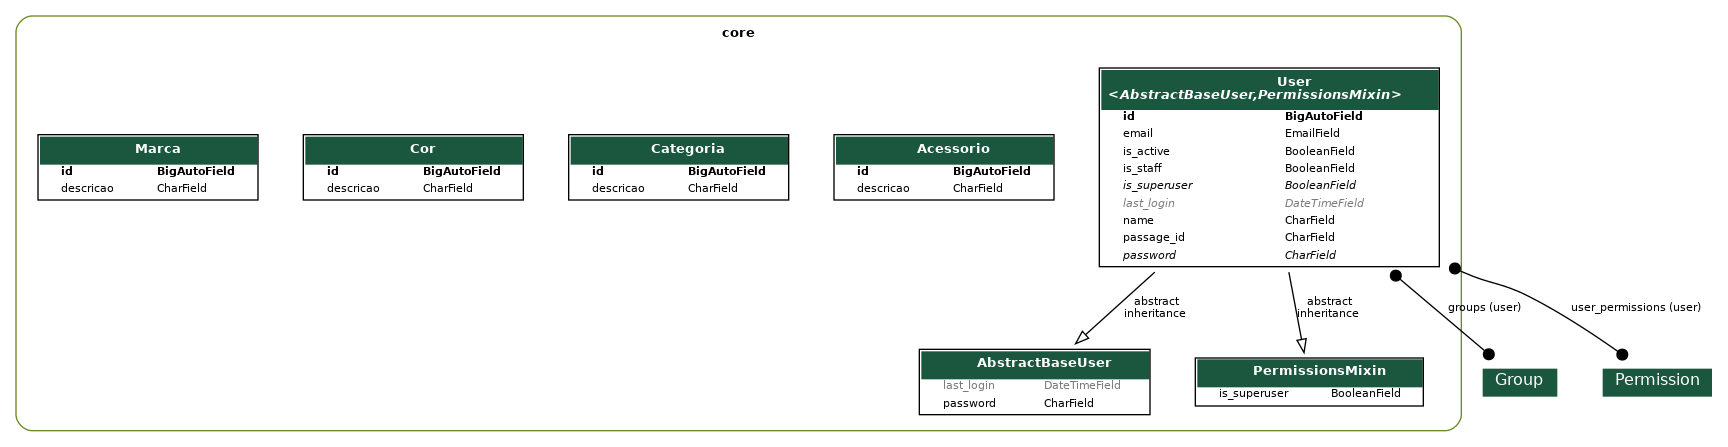 core
Marca
id BigAutoField
descricao CharField
Cor
id BigAutoField
descricao CharField
Categoria
id BigAutoField
descricao CharField
Acessorio
id BigAutoField
descricao CharField
User
<AbstractBaseUser,PermissionsMixin>
id BigAutoField
email EmailField
is_active BooleanField
is_staff BooleanField
is_superuser BooleanField
last_login DateTimeField
name CharField
passage_id CharField
password CharField
abstract
inheritance
abstract
inheritance
groups (user)
user_permissions (user)
AbstractBaseUser
last_login DateTimeField
password CharField
PermissionsMixin
is_superuser BooleanField
Group
Permission